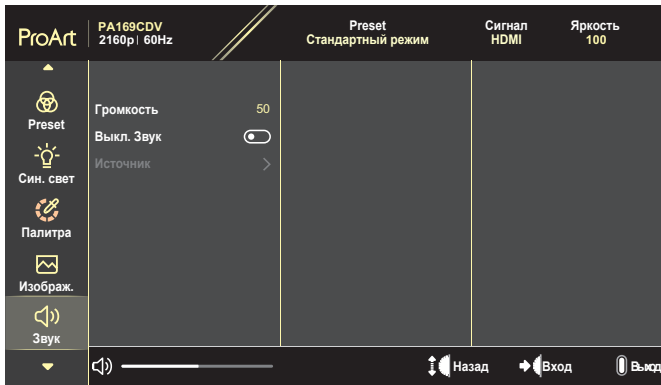 ProArt
PA169CDV
2160p | 60Hz
Preset
Стандартный режим
Сигнал
HDMI
Яркость
100
Preset
Син. свет
Палитра
Изображ.
Звук
Громкость 50
Выкл. Звук
Источник
Назад
Вход
Выход